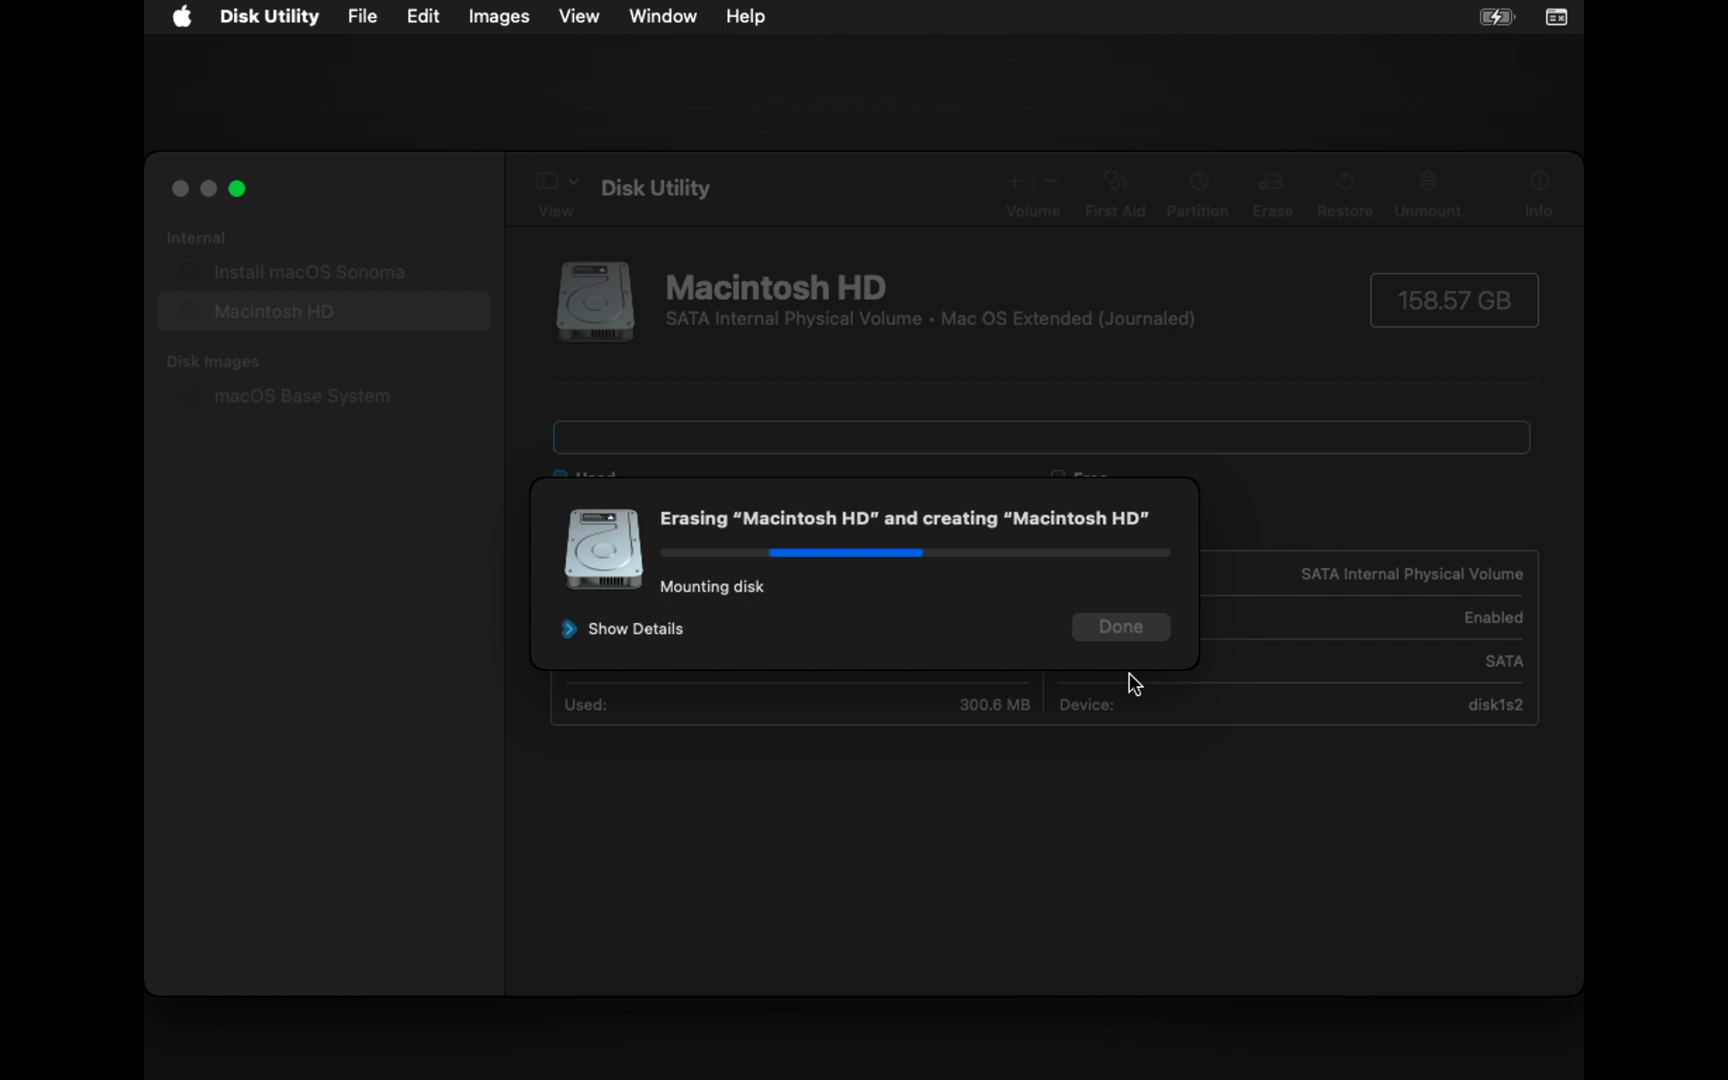 Disk Utility File Edit Images View Window Help
Disk Utility
View
Volume First Aid Partition Erase Restore Unmount Info
Internal
Install macOS Sonoma
Macintosh HD
Disk Images
macOS Base System
Macintosh HD
SATA Internal Physical Volume • Mac OS Extended (Journaled)
158.57 GB
Used Free
Erasing “Macintosh HD” and creating “Macintosh HD”
Mounting disk
Show Details
Done
SATA Internal Physical Volume
Enabled
SATA
Used: 300.6 MB Device: disk1s2